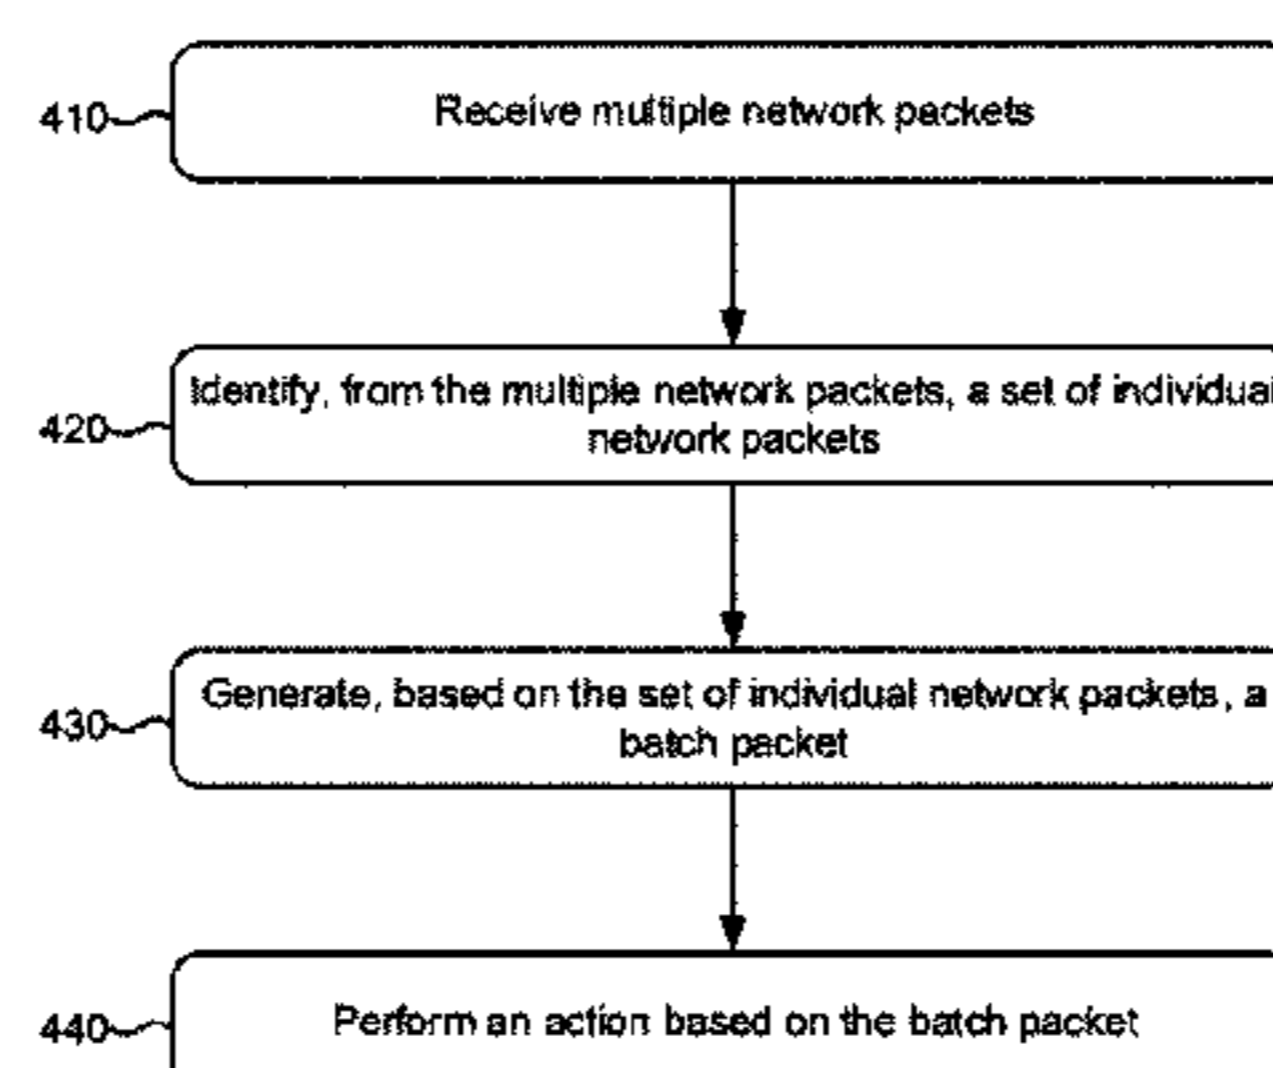 410
Receive multiple network packets
420
Identify, from the multiple network packets, a set of individual
network packets
430
Generate, based on the set of individual network packets, a
batch packet
440
Perform an action based on the batch packet